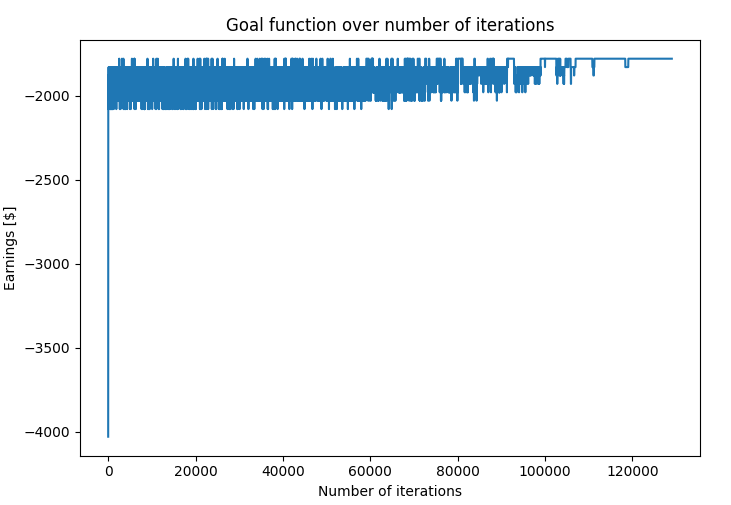 Goal function over number of iterations
Earnings [$]
−2000
−2500
−3000
−3500
−4000
0 20000 40000 60000 80000 100000 120000
Number of iterations